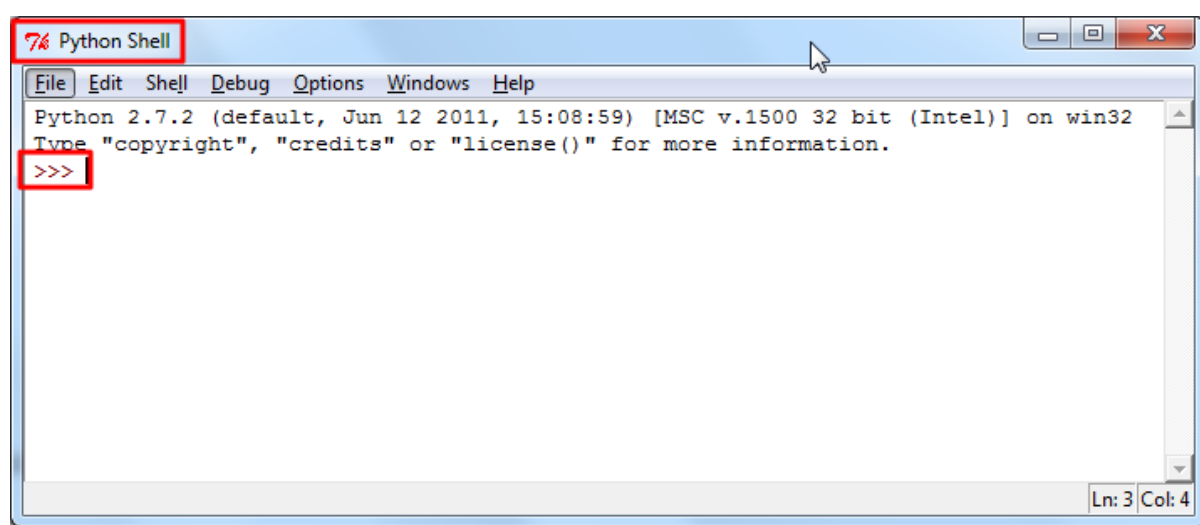 Python Shell
File Edit Shell Debug Options Windows Help
Python 2.7.2 (default, Jun 12 2011, 15:08:59) [MSC v.1500 32 bit (Intel)] on win32
Type "copyright", "credits" or "license()" for more information.
>>>
Ln: 3 Col: 4